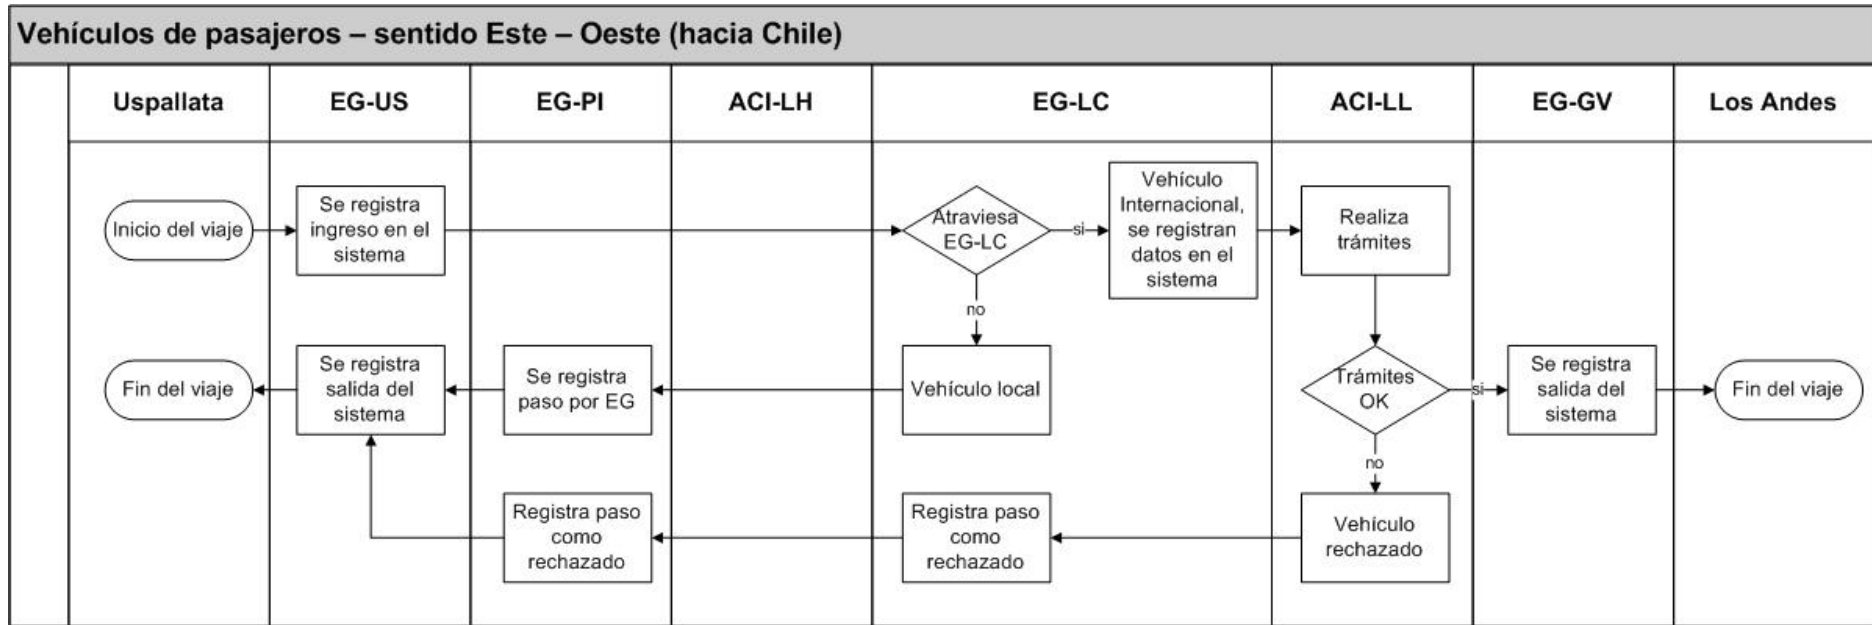 Vehículos de pasajeros – sentido Este – Oeste (hacia Chile)
Uspallata
EG-US
EG-PI
ACI-LH
EG-LC
ACI-LL
EG-GV
Los Andes
Inicio del viaje
Se registra
ingreso en el
sistema
Atraviesa
EG-LC
si
Vehículo
Internacional,
se registran
datos en el
sistema
Realiza
trámites
no
Fin del viaje
Se registra
salida del
sistema
Se registra
paso por EG
Vehículo local
Trámites
OK
si
Se registra
salida del
sistema
Fin del viaje
no
Registra paso
como
rechazado
Registra paso
como
rechazado
Vehículo
rechazado